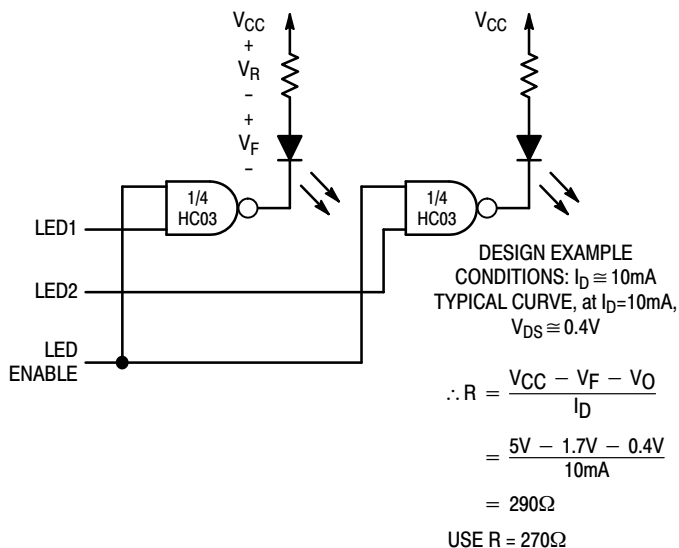 VCC
+
VR
−
+
VF
−
1/4
HC03
LED1
LED2
LED
ENABLE
VCC
1/4
HC03
DESIGN EXAMPLE
CONDITIONS: ID ≅ 10mA
TYPICAL CURVE, at ID=10mA,
VDS ≅ 0.4V
∴ R = VCC − VF − VO
ID
= 5V − 1.7V − 0.4V
10mA
= 290Ω
USE R = 270Ω